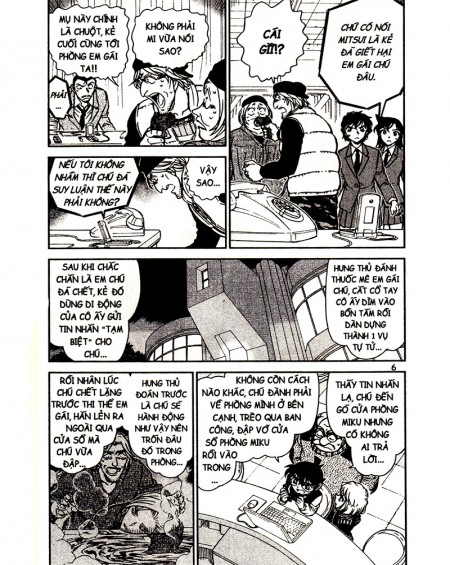 CHỨ CÓ NÓI
MITSUI LÀ KẺ
ĐÃ GIẾT HẠI
EM GÁI CHÚ
ĐÂU.
CÁI
GÌ!?
KHÔNG PHẢI
MI VỪA NÓI
SAO?
MỤ NÀY CHÍNH
LÀ CHUỘT, KẺ
CUỐI CÙNG TỚI
PHÒNG EM GÁI
TA!!
PHẢI...
VẬY
SAO...
NẾU TÔI KHÔNG
NHẦM THÌ CHÚ ĐÃ
SUY LUẬN THẾ NÀY
PHẢI KHÔNG?
HUNG THỦ ĐÁNH
THUỐC MÊ EM GÁI
CHÚ, CẮT CỔ TAY
CÔ ẤY DÌM VÀO
BỒN TẮM RỒI
DÀN DỰNG
THÀNH 1 VỤ
TỰ TỬ...
SAU KHI CHẮC
CHẮN LÀ EM CHÚ
ĐÃ CHẾT, KẺ ĐÓ
DÙNG DI ĐỘNG
CỦA CÔ ẤY GỬI
TIN NHẮN "TẠM
BIỆT" CHO
CHÚ...
6
THẤY TIN NHẮN
LẠ, CHÚ ĐẾN
GÕ CỬA PHÒNG
MIKU NHƯNG
KHÔNG CÓ
AI TRẢ
LỜI...
KHÔNG CÒN CÁCH
NÀO KHÁC, CHÚ ĐÀNH PHẢI
VỀ PHÒNG MÌNH Ở BÊN
CẠNH, TRÈO QUA BAN
CÔNG, ĐẬP VỠ CỬA
SỔ PHÒNG MIKU
RỒI VÀO
TRONG...
HUNG THỦ
ĐOÁN TRƯỚC
LÀ CHÚ SẼ
HÀNH ĐỘNG
NHƯ VẬY NÊN
TRỐN ĐÂU
ĐÓ TRONG
PHÒNG...
RỒI NHÂN LÚC
CHÚ CHẾT LẶNG
TRƯỚC THI THỂ EM
GÁI, HẮN LẺN RA
NGOÀI QUA
CỬA SỔ MÀ
CHÚ VỪA
ĐẬP...